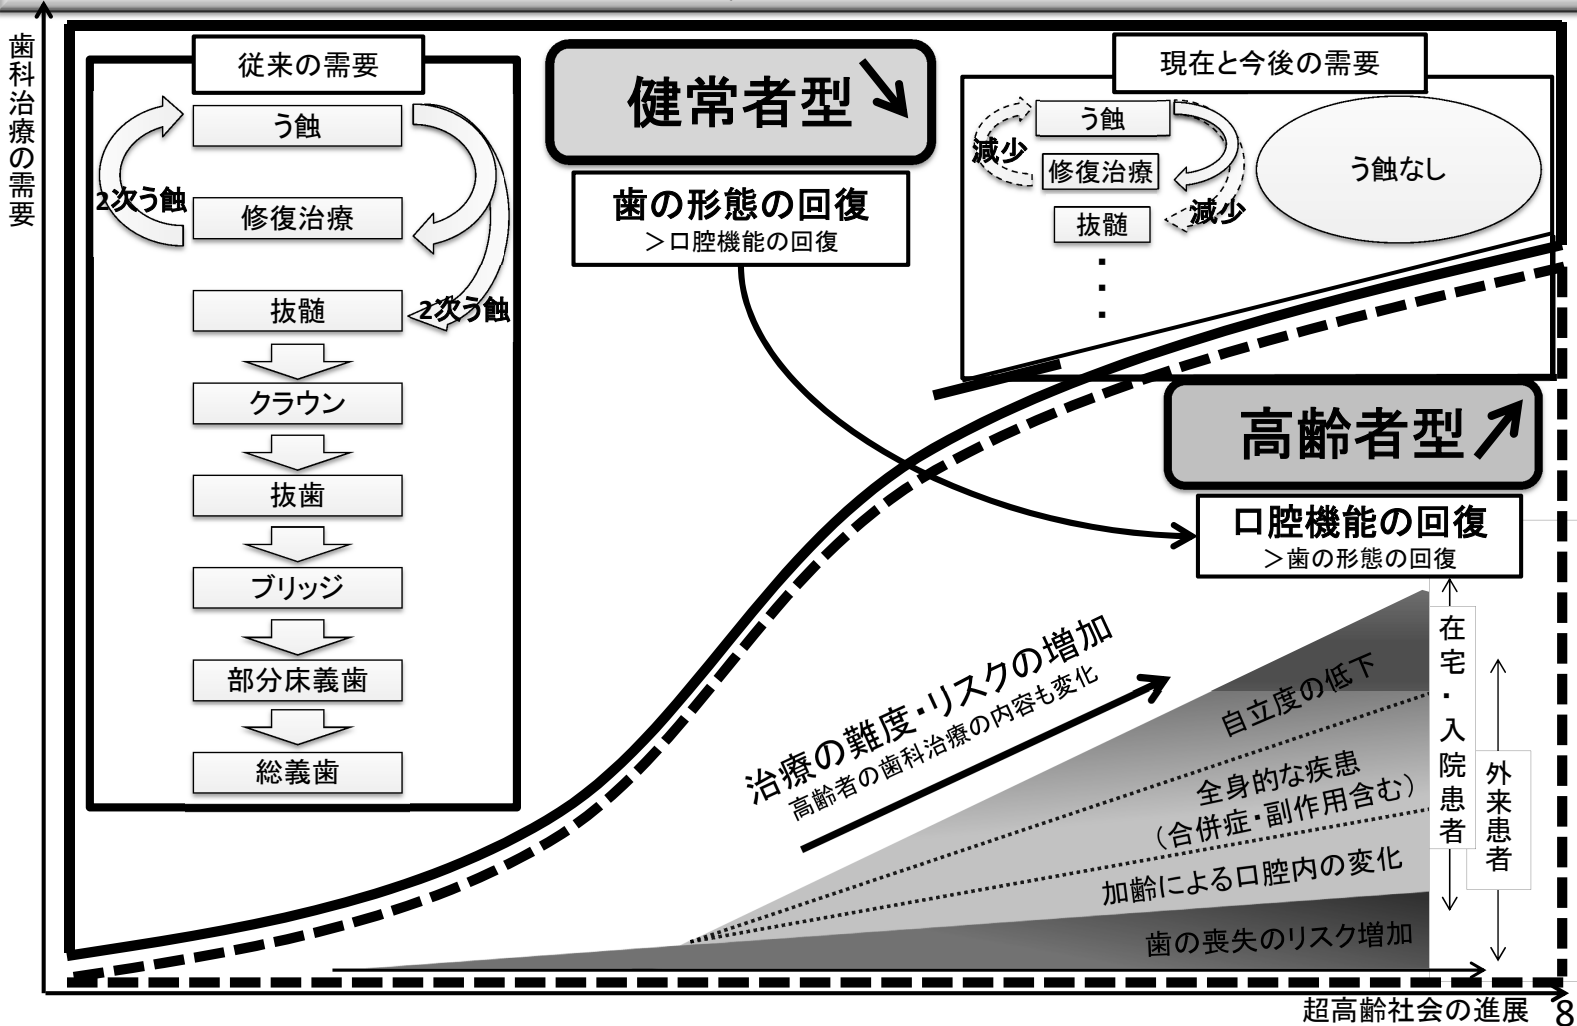 歯科治療の需要
従来の需要
う蝕
2次う蝕
修復治療
抜髄
2次う蝕
クラウン
抜歯
ブリッジ
部分床義歯
総義歯
健常者型
歯の形態の回復
＞口腔機能の回復
現在と今後の需要
う蝕
減少
修復治療
減少
抜髄
・
・
・
う蝕なし
高齢者型
口腔機能の回復
＞歯の形態の回復
治療の難度・リスクの増加
高齢者の歯科治療の内容も変化
自立度の低下
全身的な疾患
（合併症・副作用含む）
加齢による口腔内の変化
歯の喪失のリスク増加
在宅・入院患者
外来患者
超高齢社会の進展
8